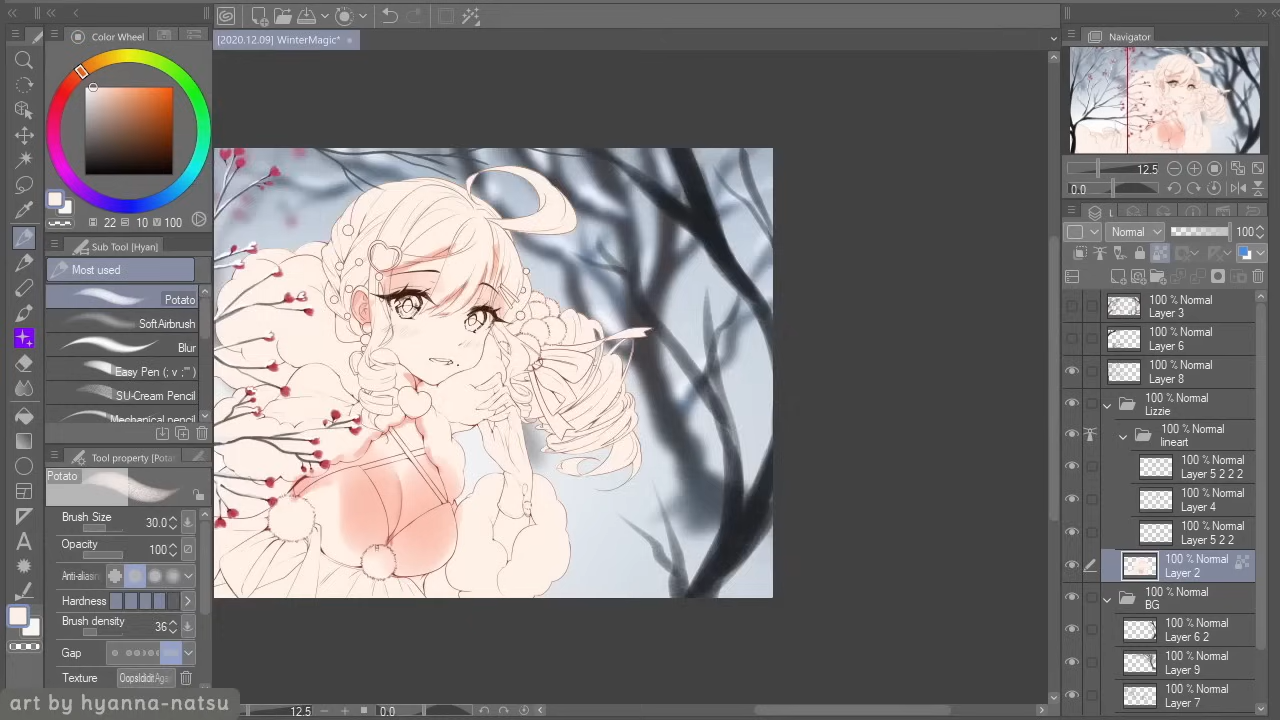 Color Wheel
[2020.12.09] WinterMagic*
Navigator
12.5
0.0
22 10 V 100
Sub Tool [Hyan]
Most used
Potato
SoftAirbrush
Blur
Easy Pen (; v ;"' )
SU-Cream Pencil
Mechanical pencil
Tool property [Pota
Potato
Brush Size 30.0
Opacity 100
Anti-aliasing
Hardness
Brush density 36
Gap
Texture OopsIdidItAgai
Normal 100
100 % Normal
Layer 3
100 % Normal
Layer 6
100 % Normal
Layer 8
100 % Normal
Lizzie
100 % Normal
lineart
100 % Normal
Layer 5 2 2 2
100 % Normal
Layer 4
100 % Normal
Layer 5 2 2
100 % Normal
Layer 2
100 % Normal
BG
100 % Normal
Layer 6 2
100 % Normal
Layer 9
100 % Normal
Layer 7
art by hyanna-natsu
12.5 0.0